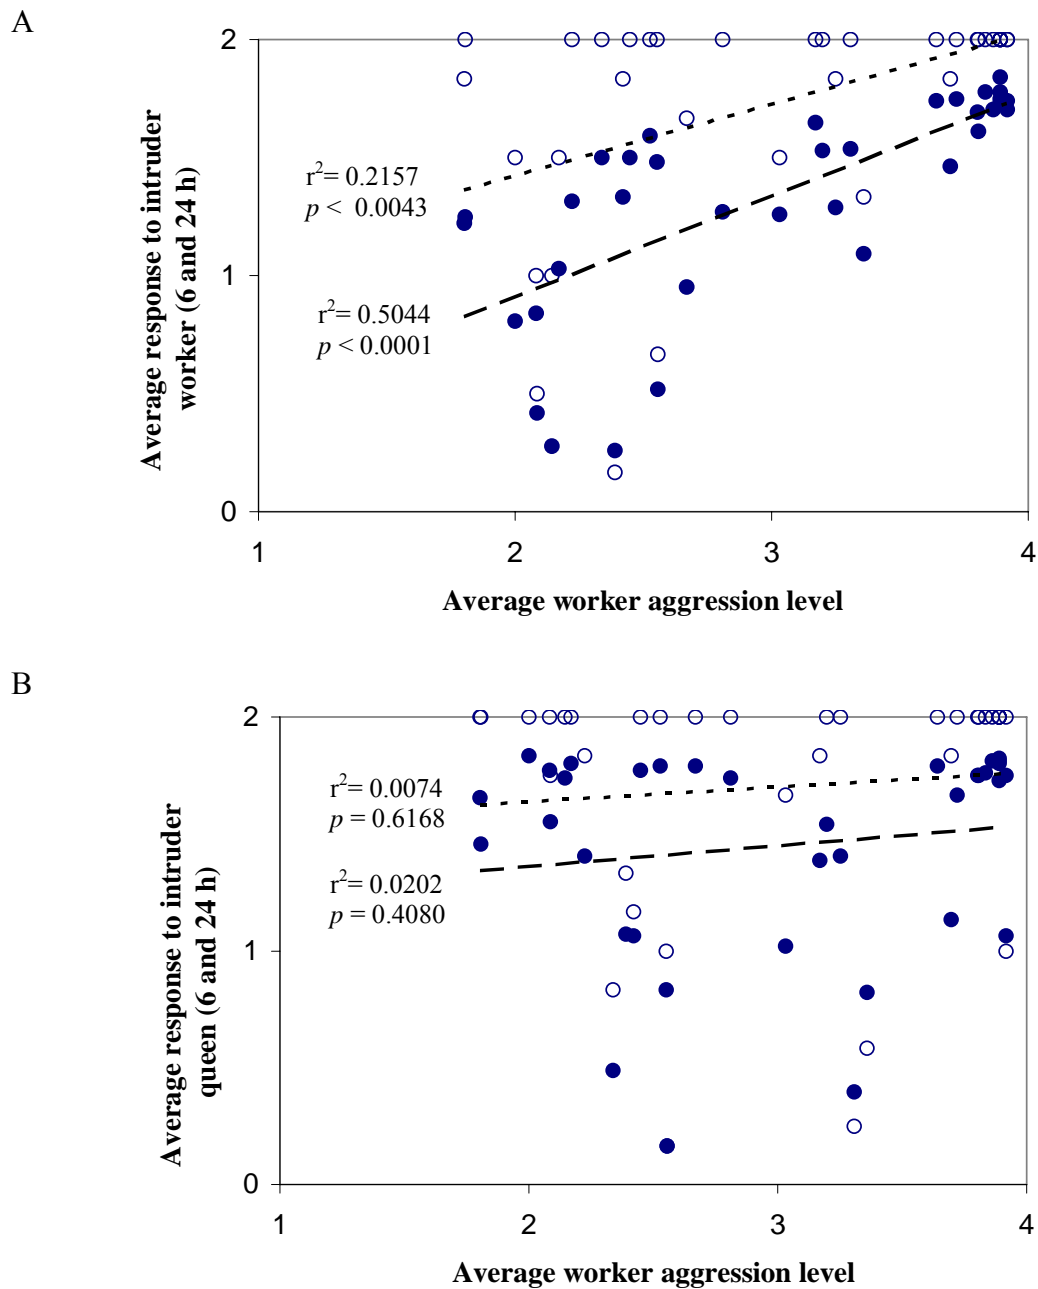 A
2
1
0
1
2
3
4
r²= 0.2157
p < 0.0043
r²= 0.5044
p < 0.0001
Average response to intruder
worker (6 and 24 h)
Average worker aggression level
B
2
1
0
1
2
3
4
r²= 0.0074
p = 0.6168
r²= 0.0202
p = 0.4080
Average response to intruder
queen (6 and 24 h)
Average worker aggression level